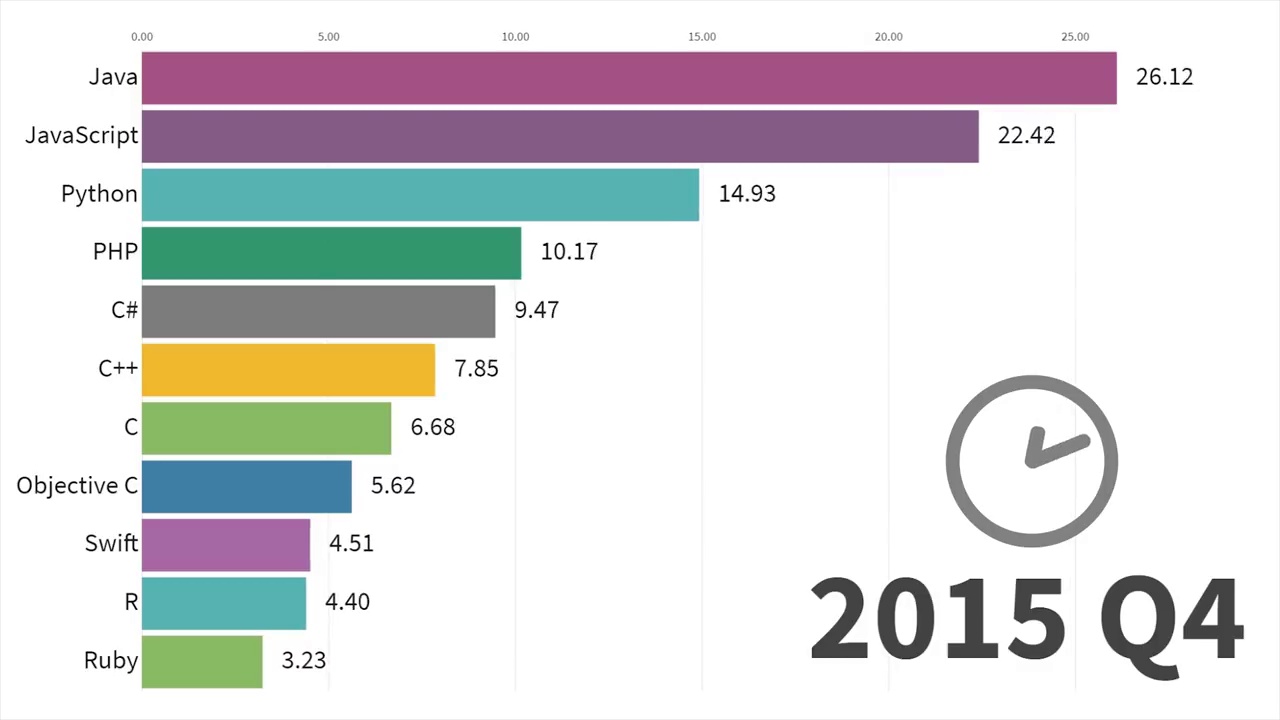 0.00 5.00 10.00 15.00 20.00 25.00
Java 26.12
JavaScript 22.42
Python 14.93
PHP 10.17
C# 9.47
C++ 7.85
C 6.68
Objective C 5.62
Swift 4.51
R 4.40
Ruby 3.23
2015 Q4